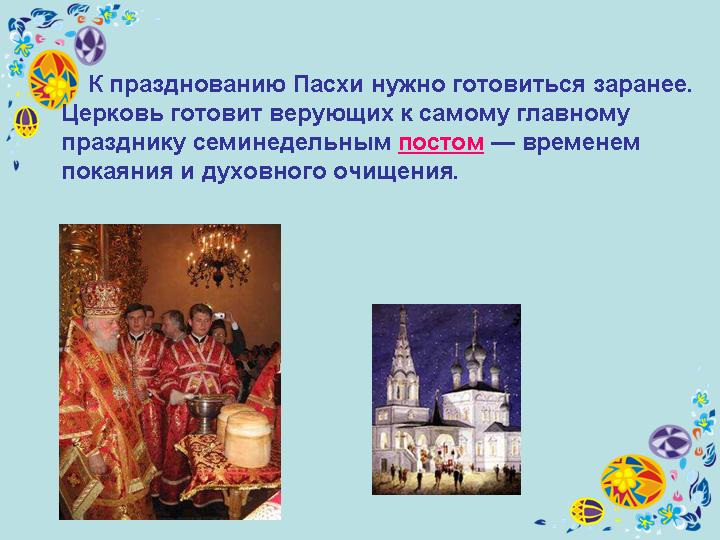 К празднованию Пасхи нужно готовиться заранее.
Церковь готовит верующих к самому главному
празднику семинедельным постом — временем
покаяния и духовного очищения.